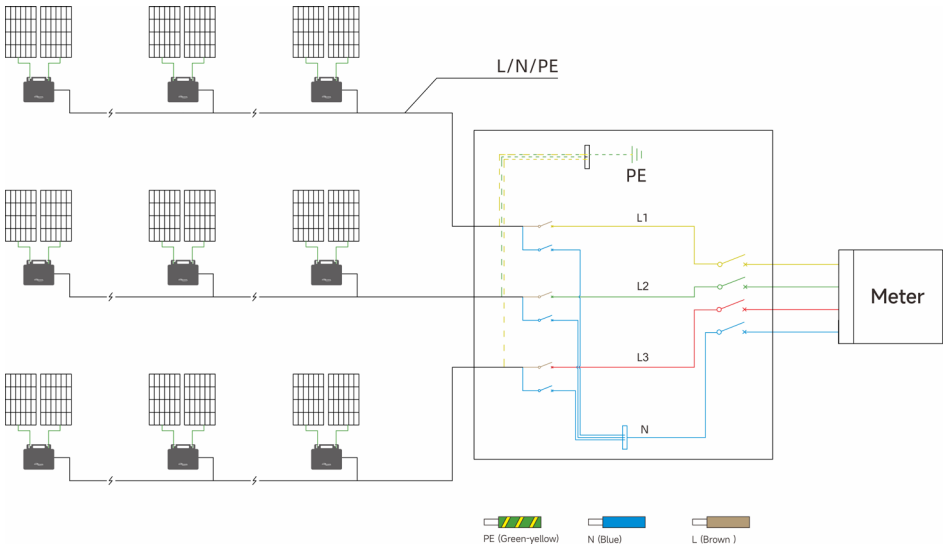 L/N/PE
PE
L1
L2
L3
N
Meter
PE (Green-yellow)
N (Blue)
L (Brown )